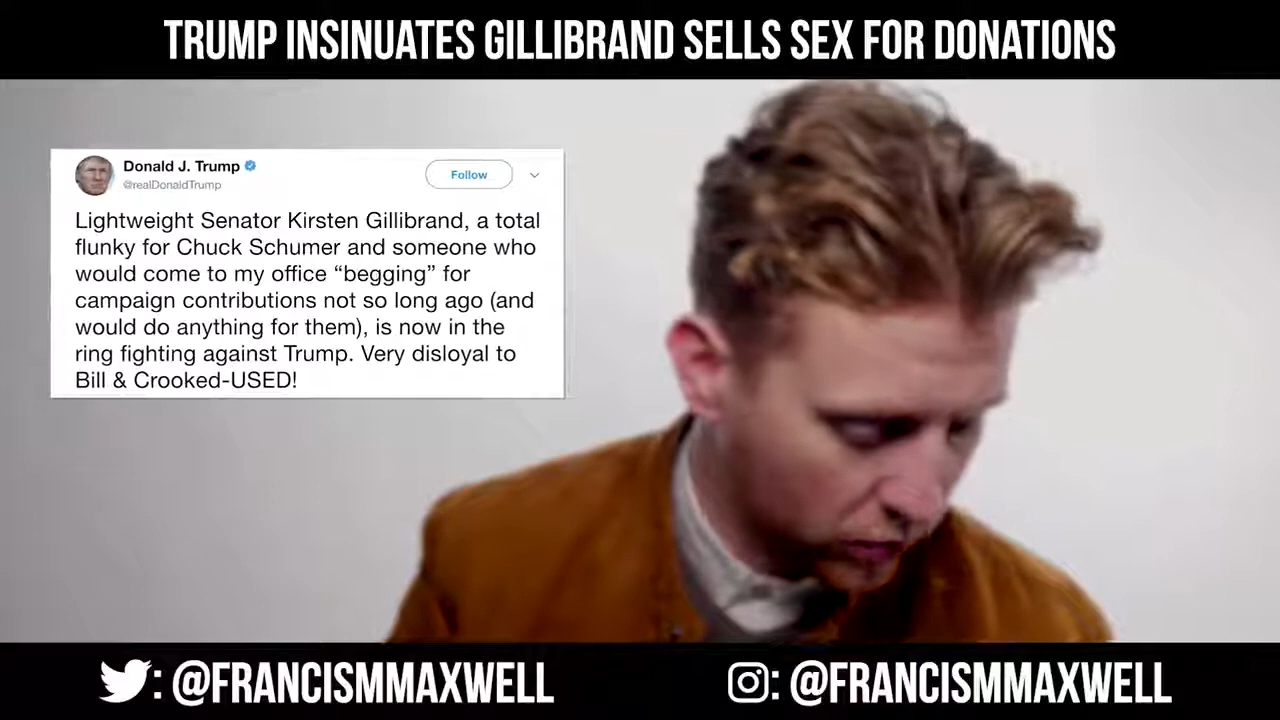 TRUMP INSINUATES GILLIBRAND SELLS SEX FOR DONATIONS
Donald J. Trump
@realDonaldTrump
Follow
Lightweight Senator Kirsten Gillibrand, a total
flunky for Chuck Schumer and someone who
would come to my office “begging” for
campaign contributions not so long ago (and
would do anything for them), is now in the
ring fighting against Trump. Very disloyal to
Bill & Crooked-USED!
: @FRANCISMMAXWELL
: @FRANCISMMAXWELL